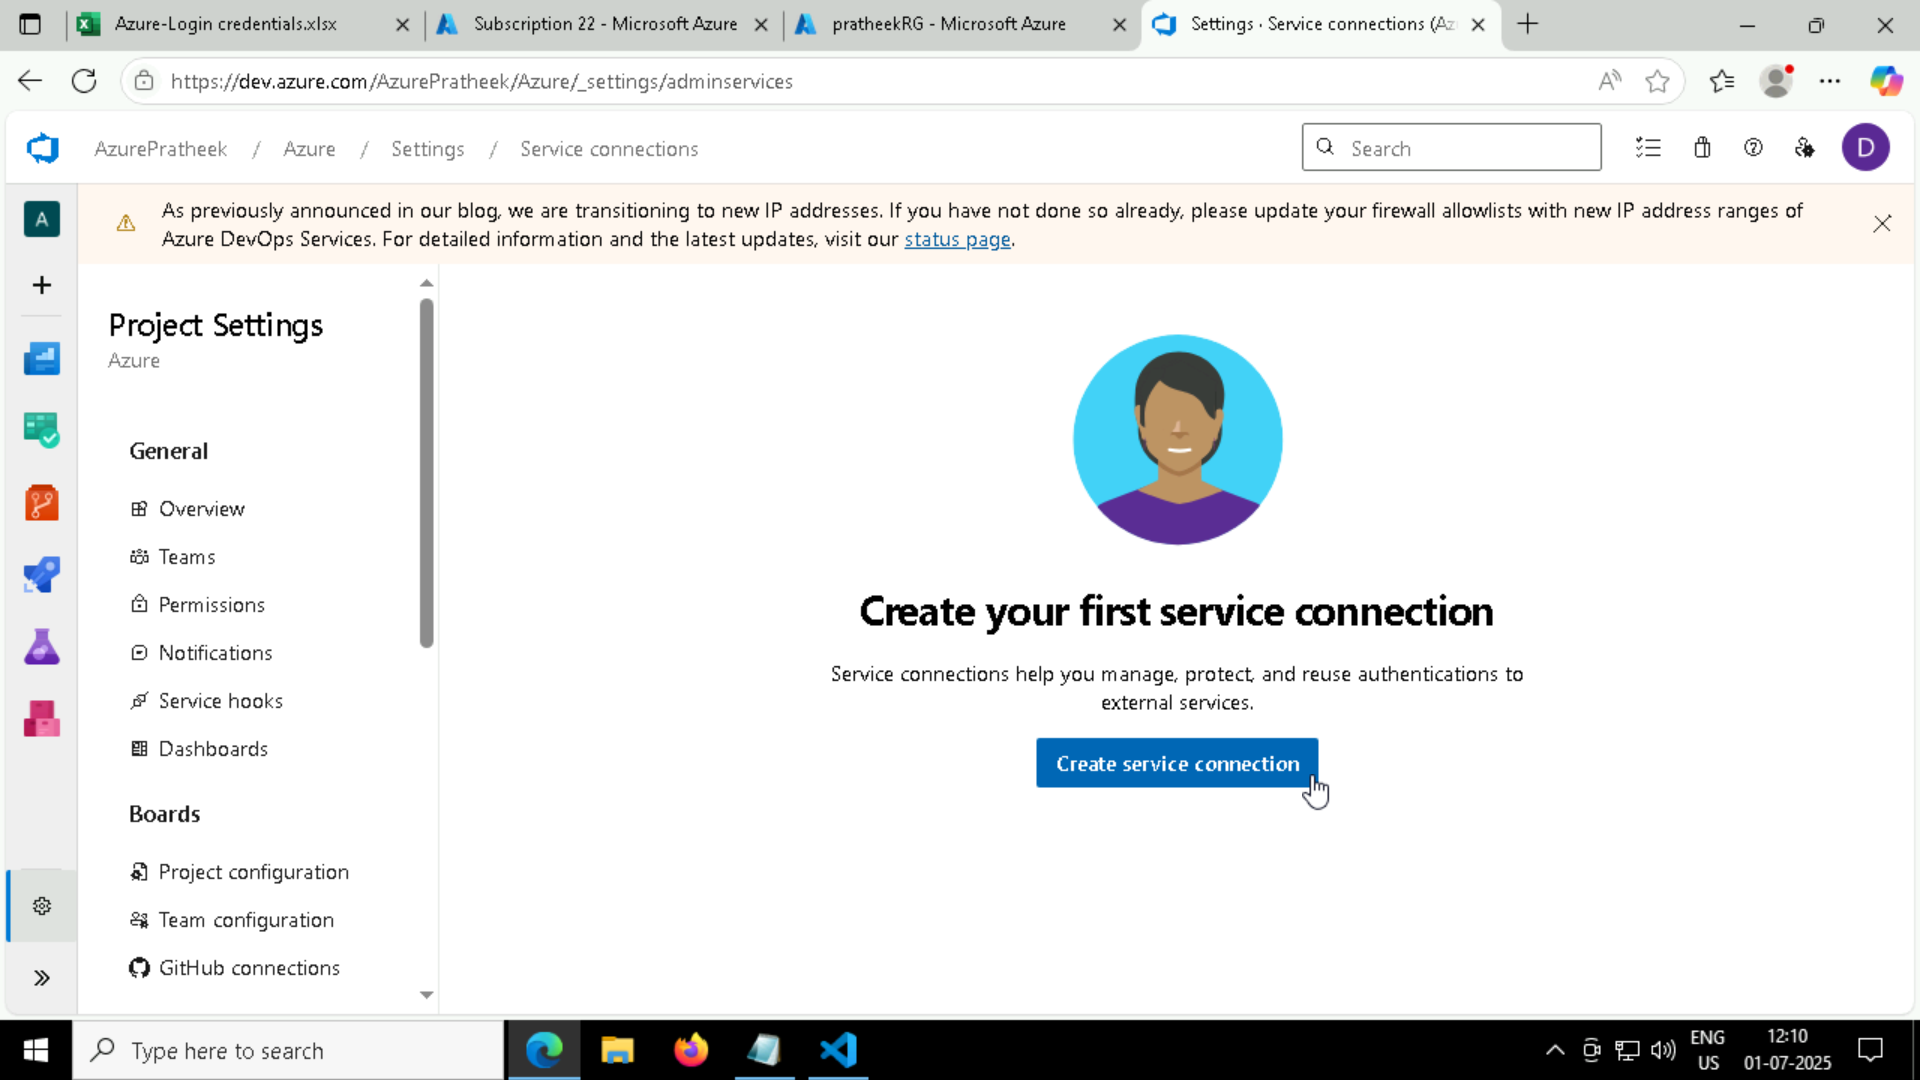 Azure-Login credentials.xlsx
Subscription 22 - Microsoft Azure
pratheekRG - Microsoft Azure
Settings · Service connections (Az
https://dev.azure.com/AzurePratheek/Azure/_settings/adminservices
AzurePratheek / Azure / Settings / Service connections
Search
D
A
As previously announced in our blog, we are transitioning to new IP addresses. If you have not done so already, please update your firewall allowlists with new IP address ranges of
Azure DevOps Services. For detailed information and the latest updates, visit our status page.
Project Settings
Azure
General
Overview
Teams
Permissions
Notifications
Service hooks
Dashboards
Boards
Project configuration
Team configuration
GitHub connections
Create your first service connection
Service connections help you manage, protect, and reuse authentications to
external services.
Create service connection
Type here to search
ENG
US
12:10
01-07-2025